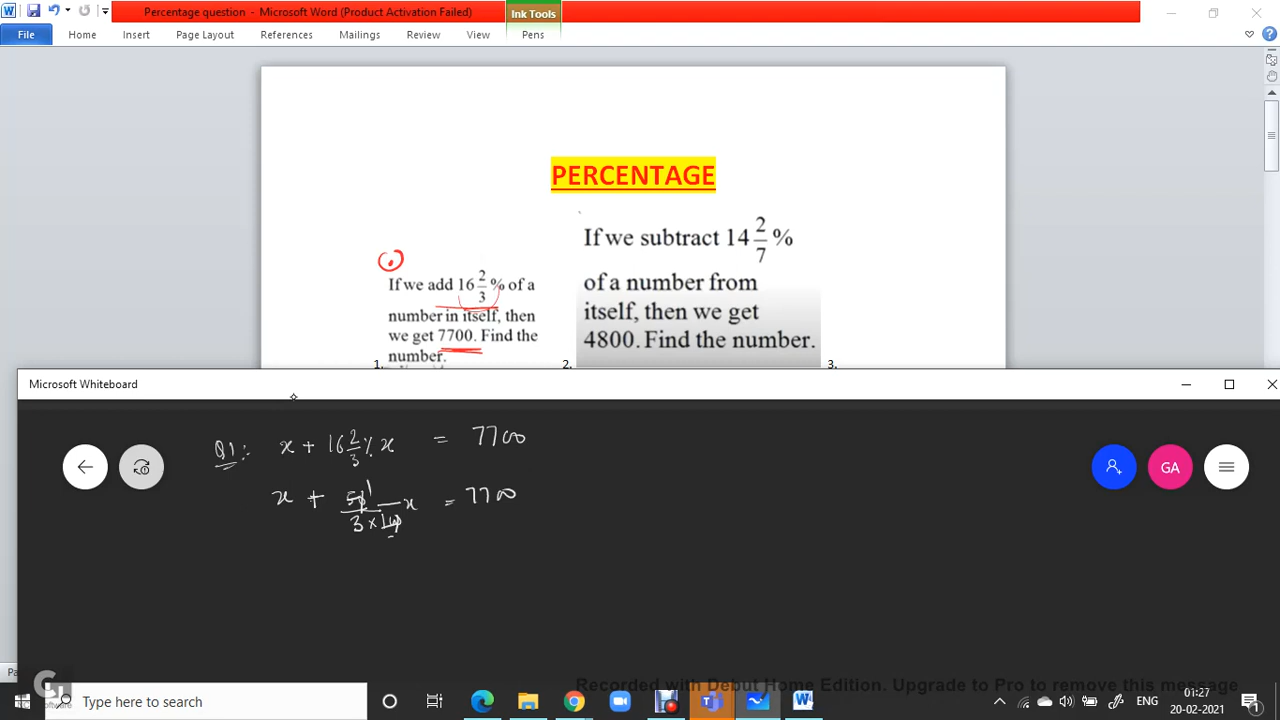 Percentage question - Microsoft Word (Product Activation Failed)
Ink Tools
File Home Insert Page Layout References Mailings Review View Pens
PERCENTAGE
If we add 16 2/3 % of a
number in itself, then
we get 7700. Find the
number.
1.
If we subtract 14 2/7 %
of a number from
itself, then we get
4800. Find the number.
2.
3.
Microsoft Whiteboard
Q1: x + 16 2/3 % x = 7700
x + 50 1/3 × 100 x = 7700
GA
Recorded with Debut Home Edition. Upgrade to Pro to remove this message
Type here to search
ENG
01:27
20-02-2021